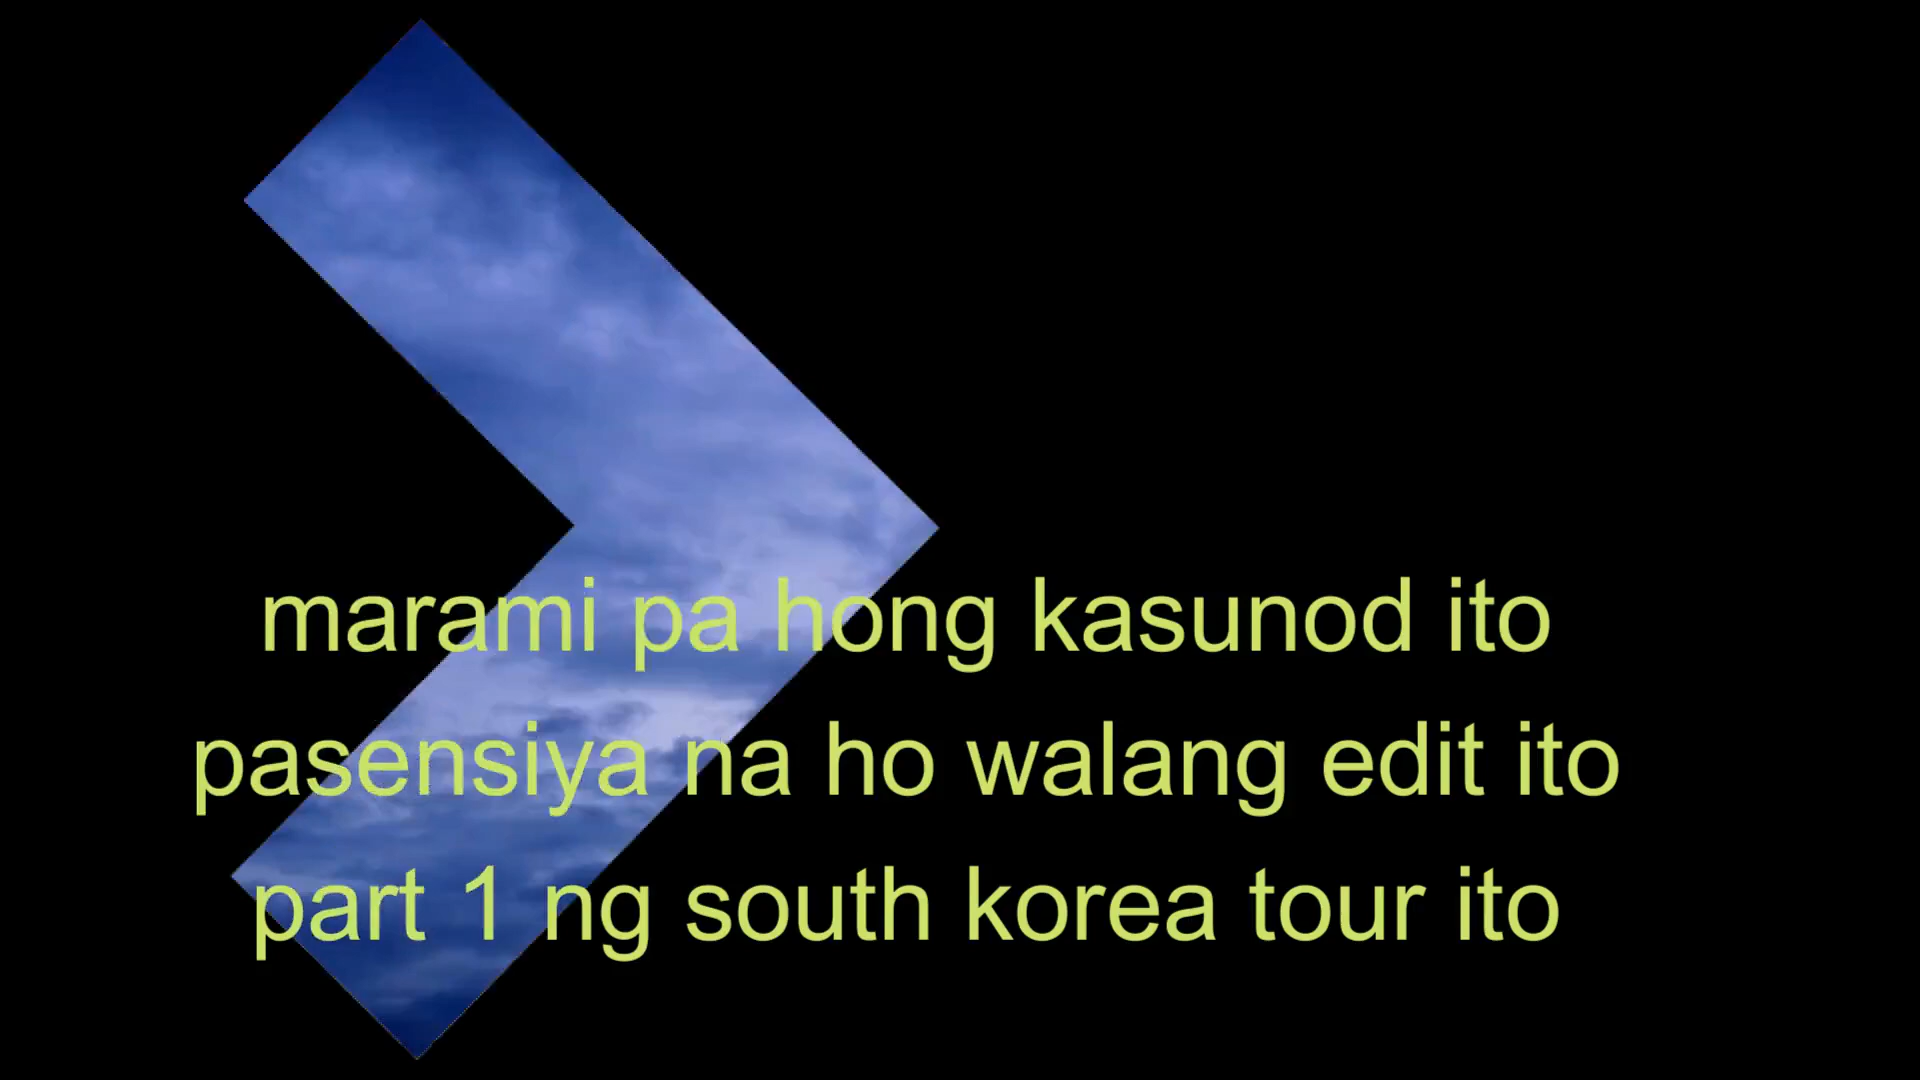 marami pa hong kasunod ito
pasensiya na ho walang edit ito
part 1 ng south korea tour ito